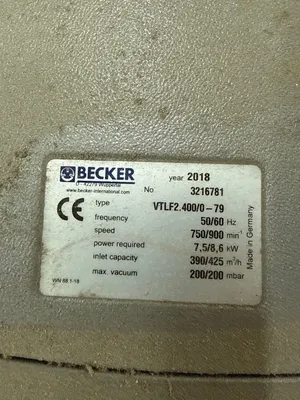 BECKER
D - 42279 Wuppertal
www.becker-international.com
year 2018
No 3216781
type VTLF2.400/0-79
frequency 50/60 Hz
speed 750/900 min⁻¹
power required 7,5/8,6 kW
inlet capacity 390/425 m³/h
max. vacuum 200/200 mbar
CE
Made in Germany
WN 68 1-18